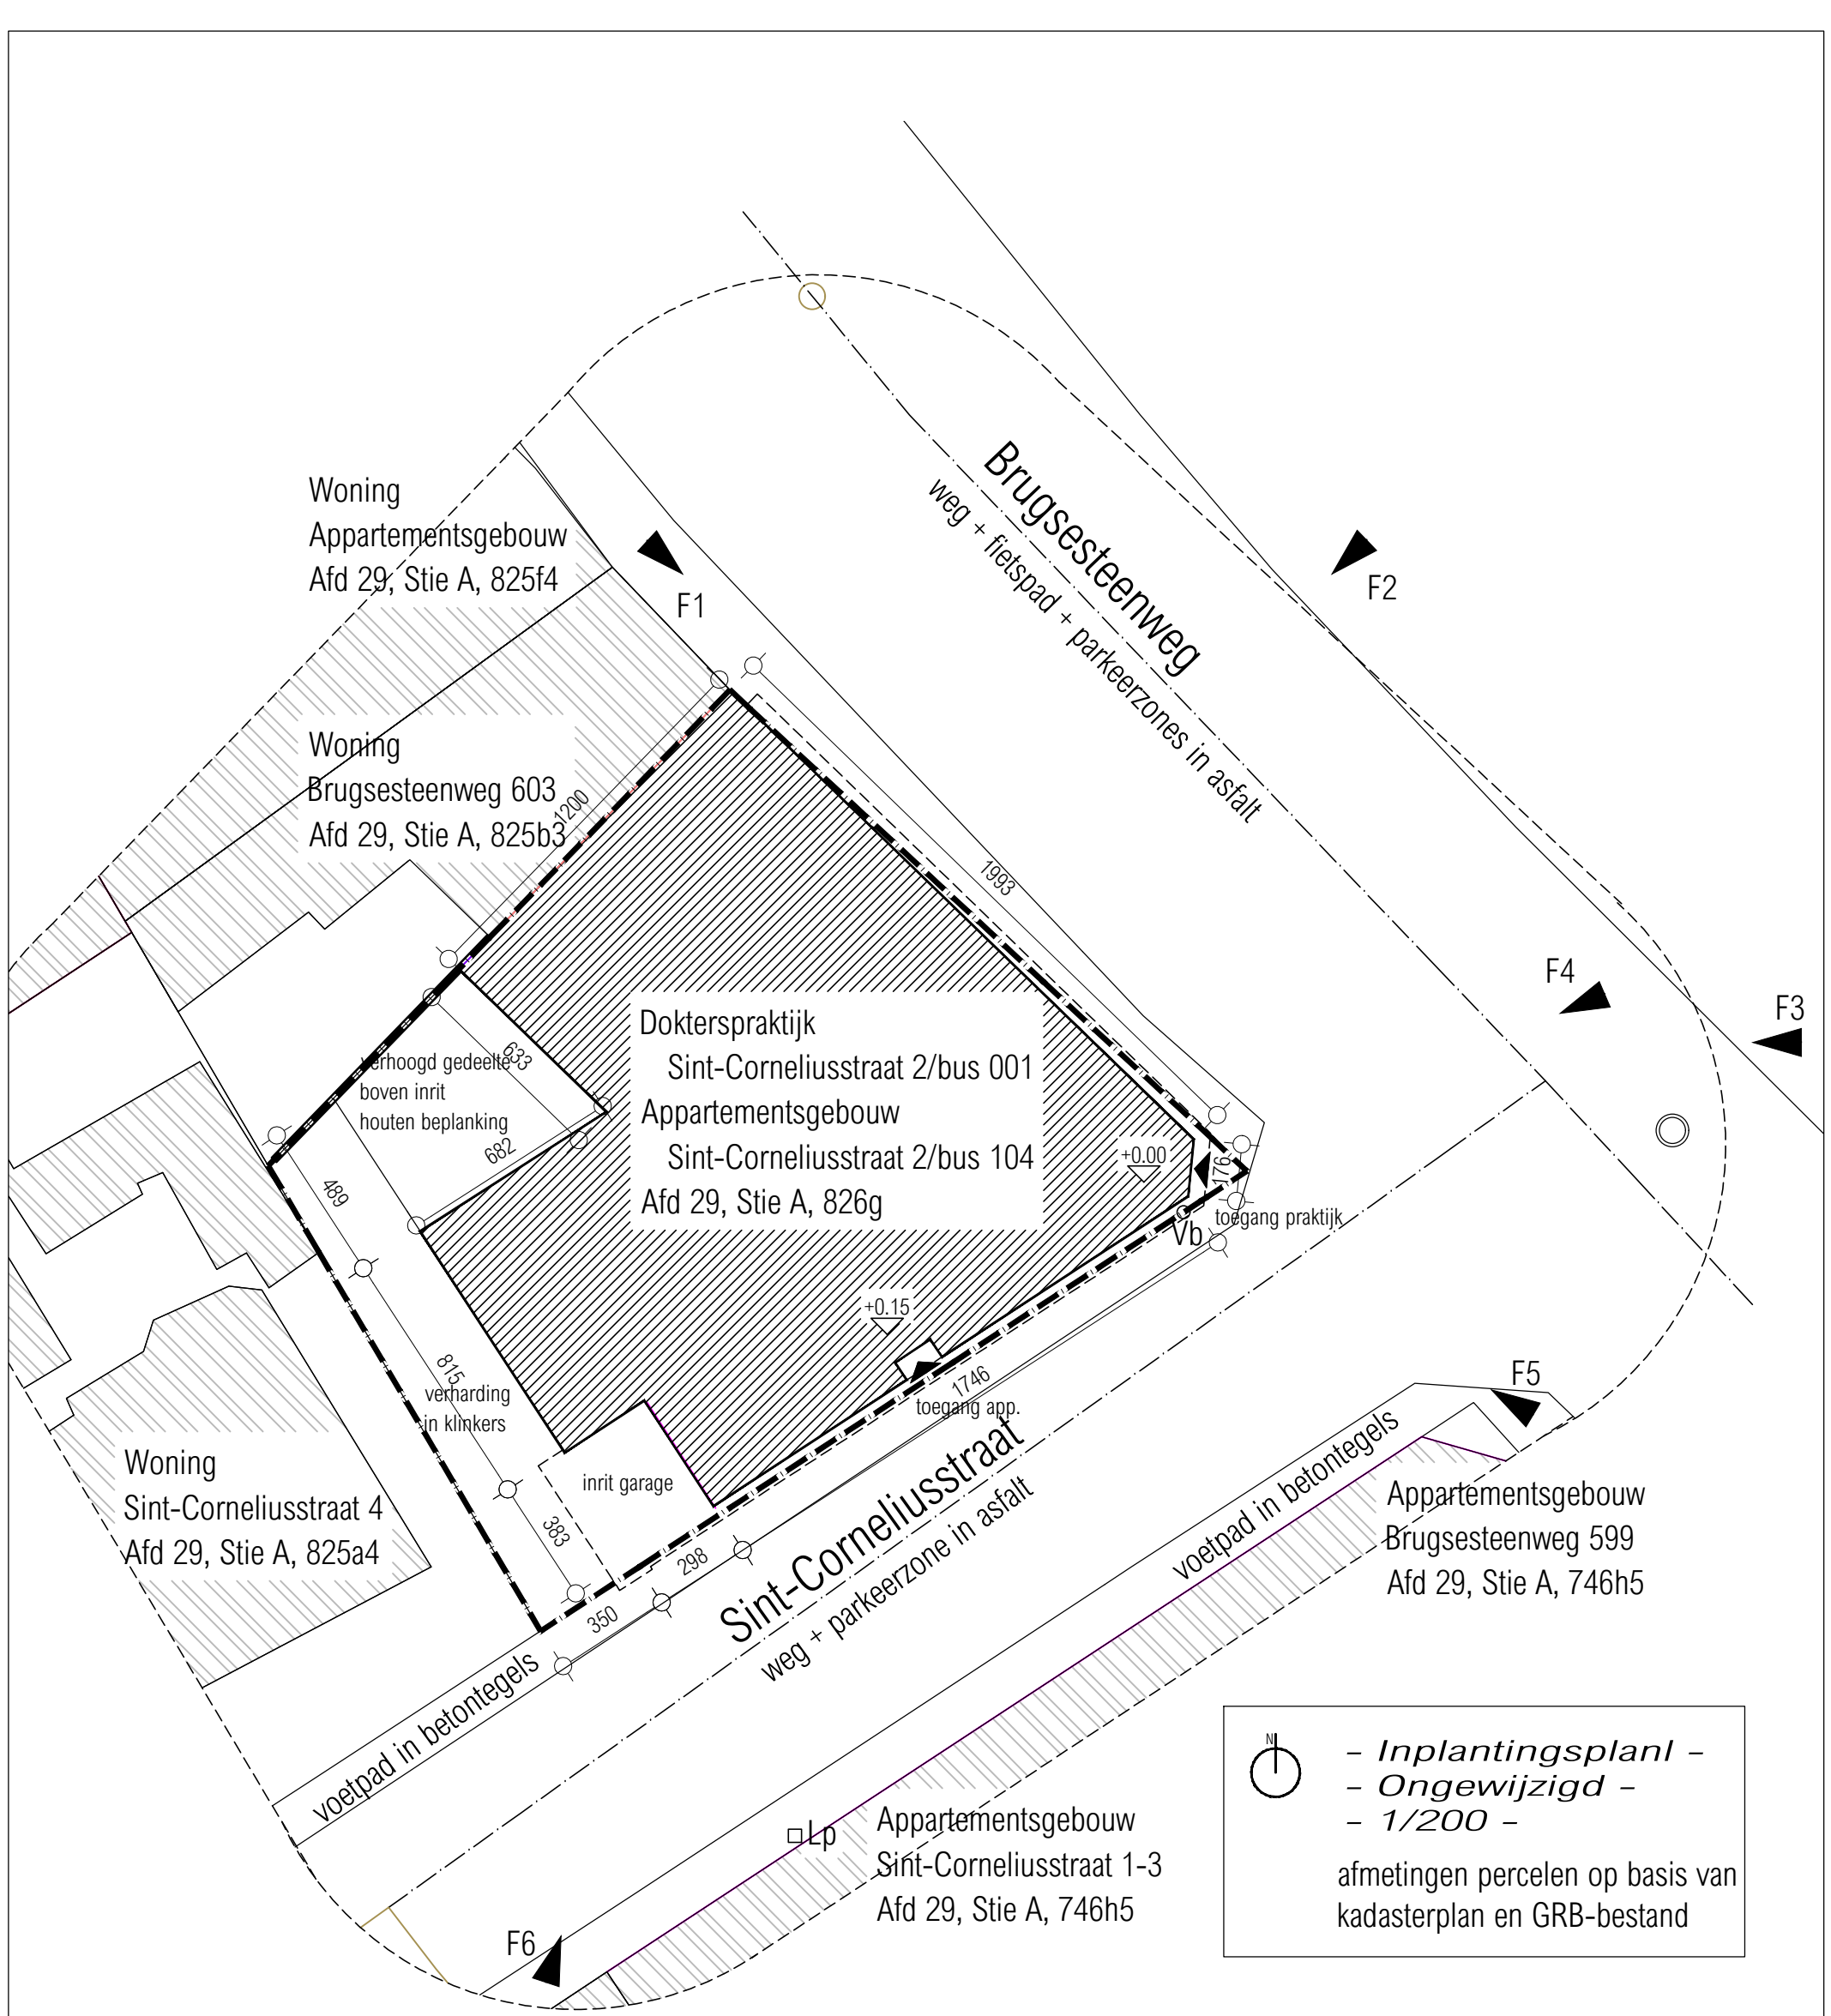 Brugsesteenweg
weg + fietspad + parkeerzones in asfalt
Woning
Appartementsgebouw
Afd 29, Stie A, 825f4
F1
F2
Woning
Brugsesteenweg 603
Afd 29, Stie A, 825b3
1200
1993
F4
F3
verhoogd gedeelte
boven inrit
houten beplanking
633
682
Dokterspraktijk
Sint-Corneliusstraat 2/bus 001
Appartementsgebouw
Sint-Corneliusstraat 2/bus 104
Afd 29, Stie A, 826g
+0.00
176
toegang praktijk
Vb
489
+0.15
815
verharding
in klinkers
1746
toegang app.
F5
Woning
Sint-Corneliusstraat 4
Afd 29, Stie A, 825a4
inrit garage
383
298
350
Sint-Corneliusstraat
weg + parkeerzone in asfalt
voetpad in betontegels
Appartementsgebouw
Brugsesteenweg 599
Afd 29, Stie A, 746h5
voetpad in betontegels
Lp
Appartementsgebouw
Sint-Corneliusstraat 1-3
Afd 29, Stie A, 746h5
F6
N
- Inplantingsplanl -
- Ongewijzigd -
- 1/200 -
afmetingen percelen op basis van
kadasterplan en GRB-bestand